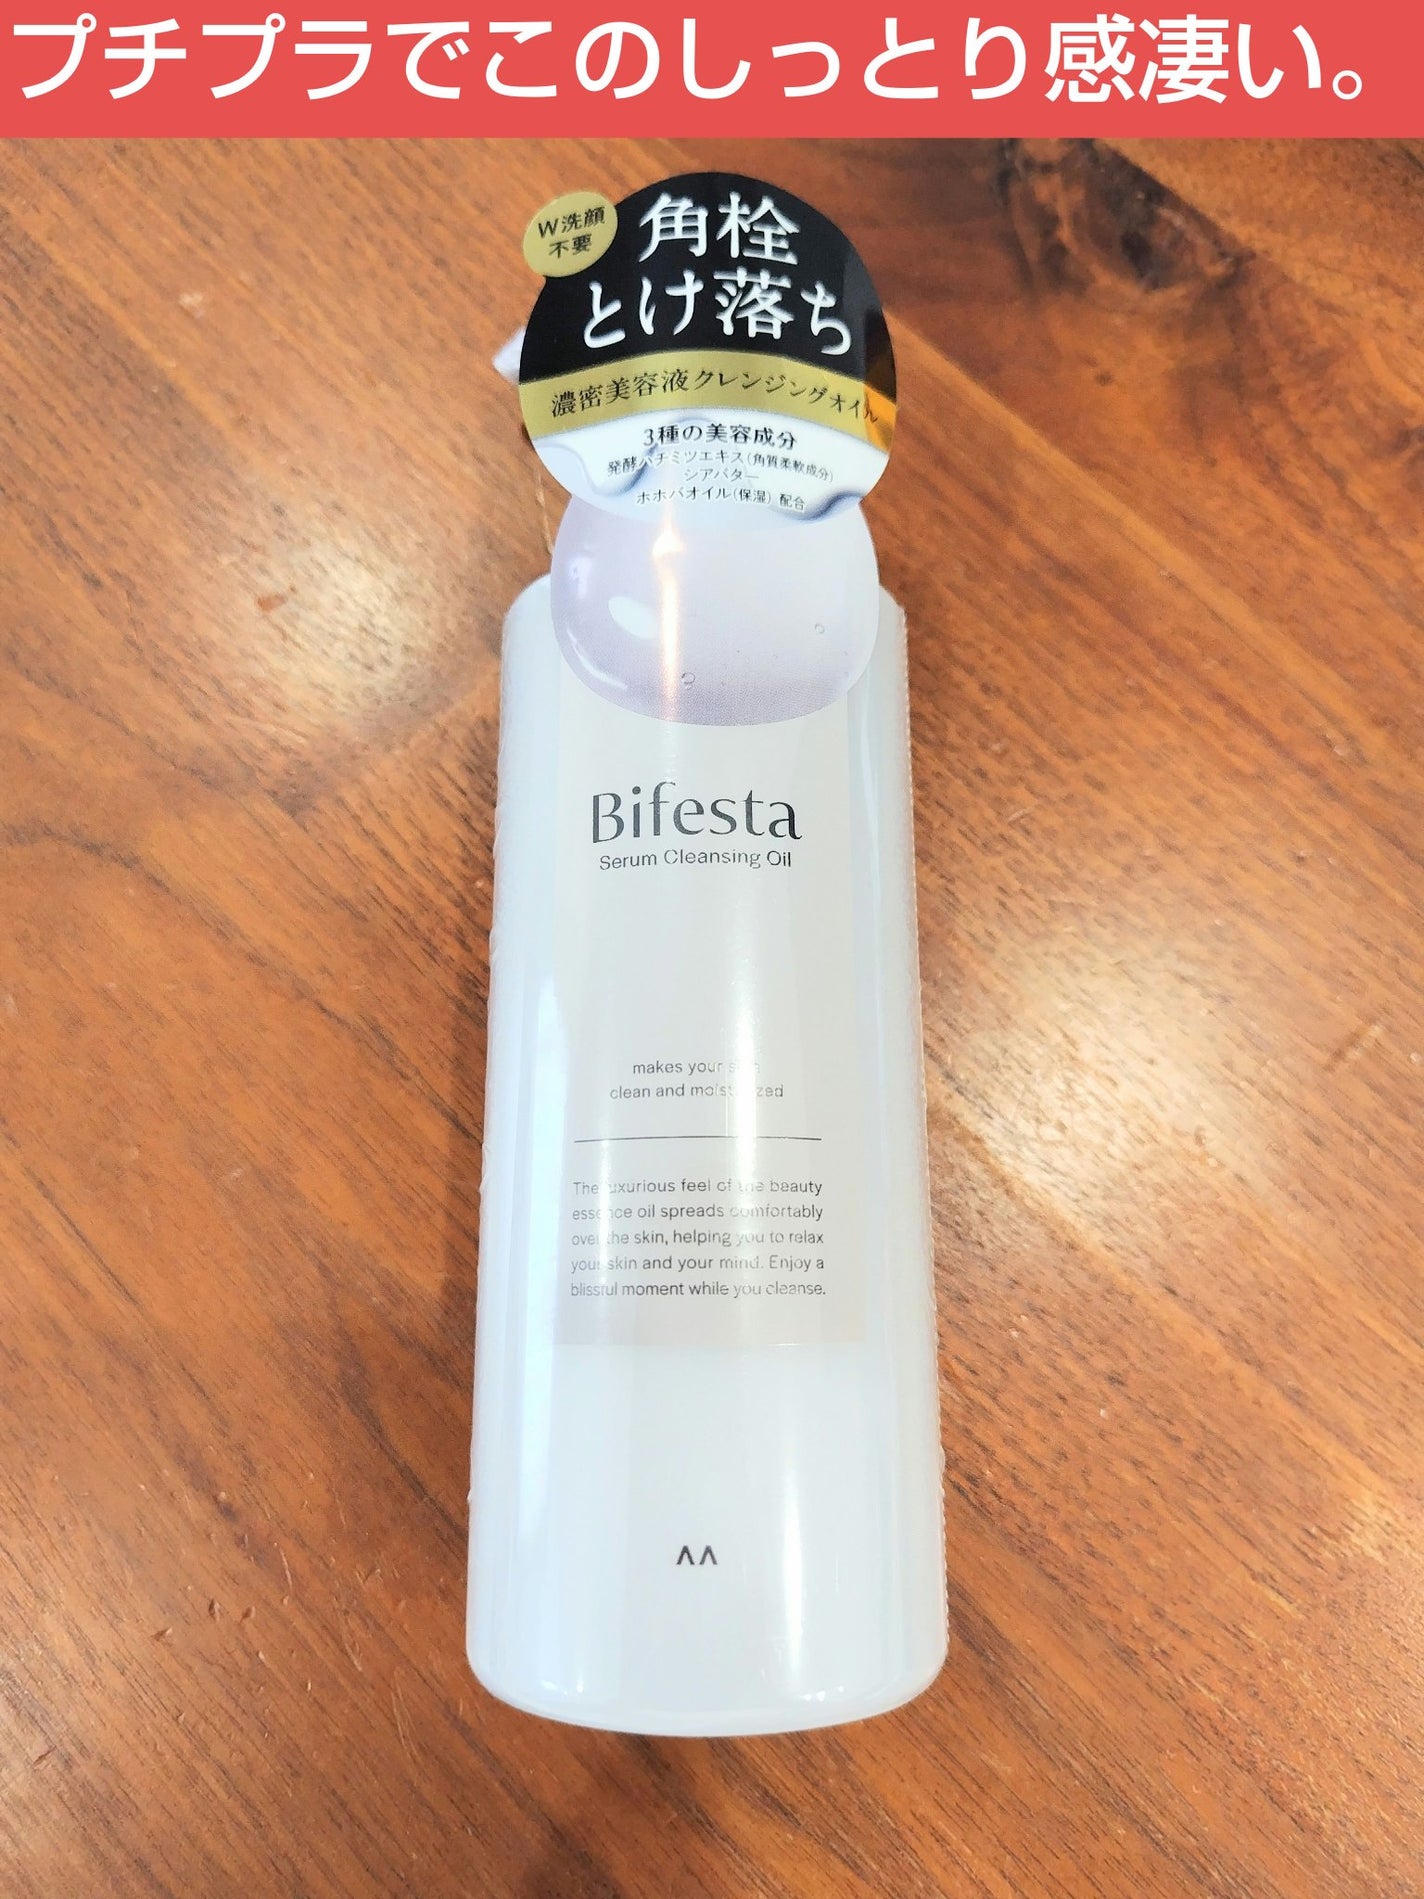 プチプラでこのしっとり感凄い。
W洗顔
不要
角栓
とけ落ち
濃密美容液クレンジングオイル
3種の美容成分
発酵ハチミツエキス(角質柔軟成分)
シアバター
ホホバオイル(保湿) 配合
Bifesta
Serum Cleansing Oil
makes your skin
clean and moisturized
The luxurious feel of the beauty
essence oil spreads comfortably
over the skin, helping you to relax
your skin and your mind. Enjoy a
blissful moment while you cleanse.